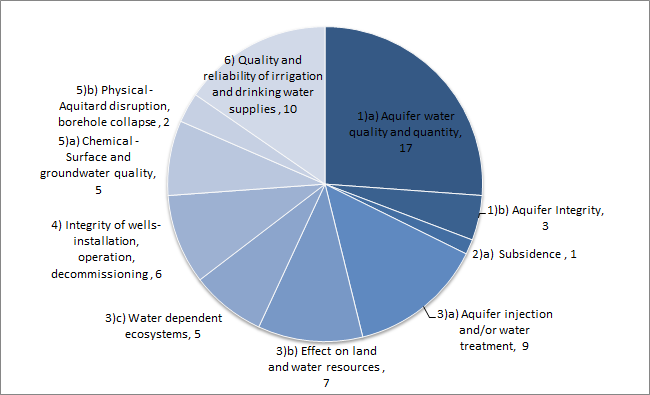 6) Quality and
reliability of irrigation
and drinking water
supplies , 10
1)a) Aquifer water
quality and quantity,
17
1)b) Aquifer Integrity,
3
2)a) Subsidence , 1
3)a) Aquifer injection
and/or water
treatment, 9
3)b) Effect on land
and water resources ,
7
3)c) Water dependent
ecosystems, 5
4) Integrity of wells-
installation,
operation,
decommissioning , 6
5)a) Chemical -
Surface and
groundwater quality,
5
5)b) Physical -
Aquitard disruption,
borehole collapse , 2